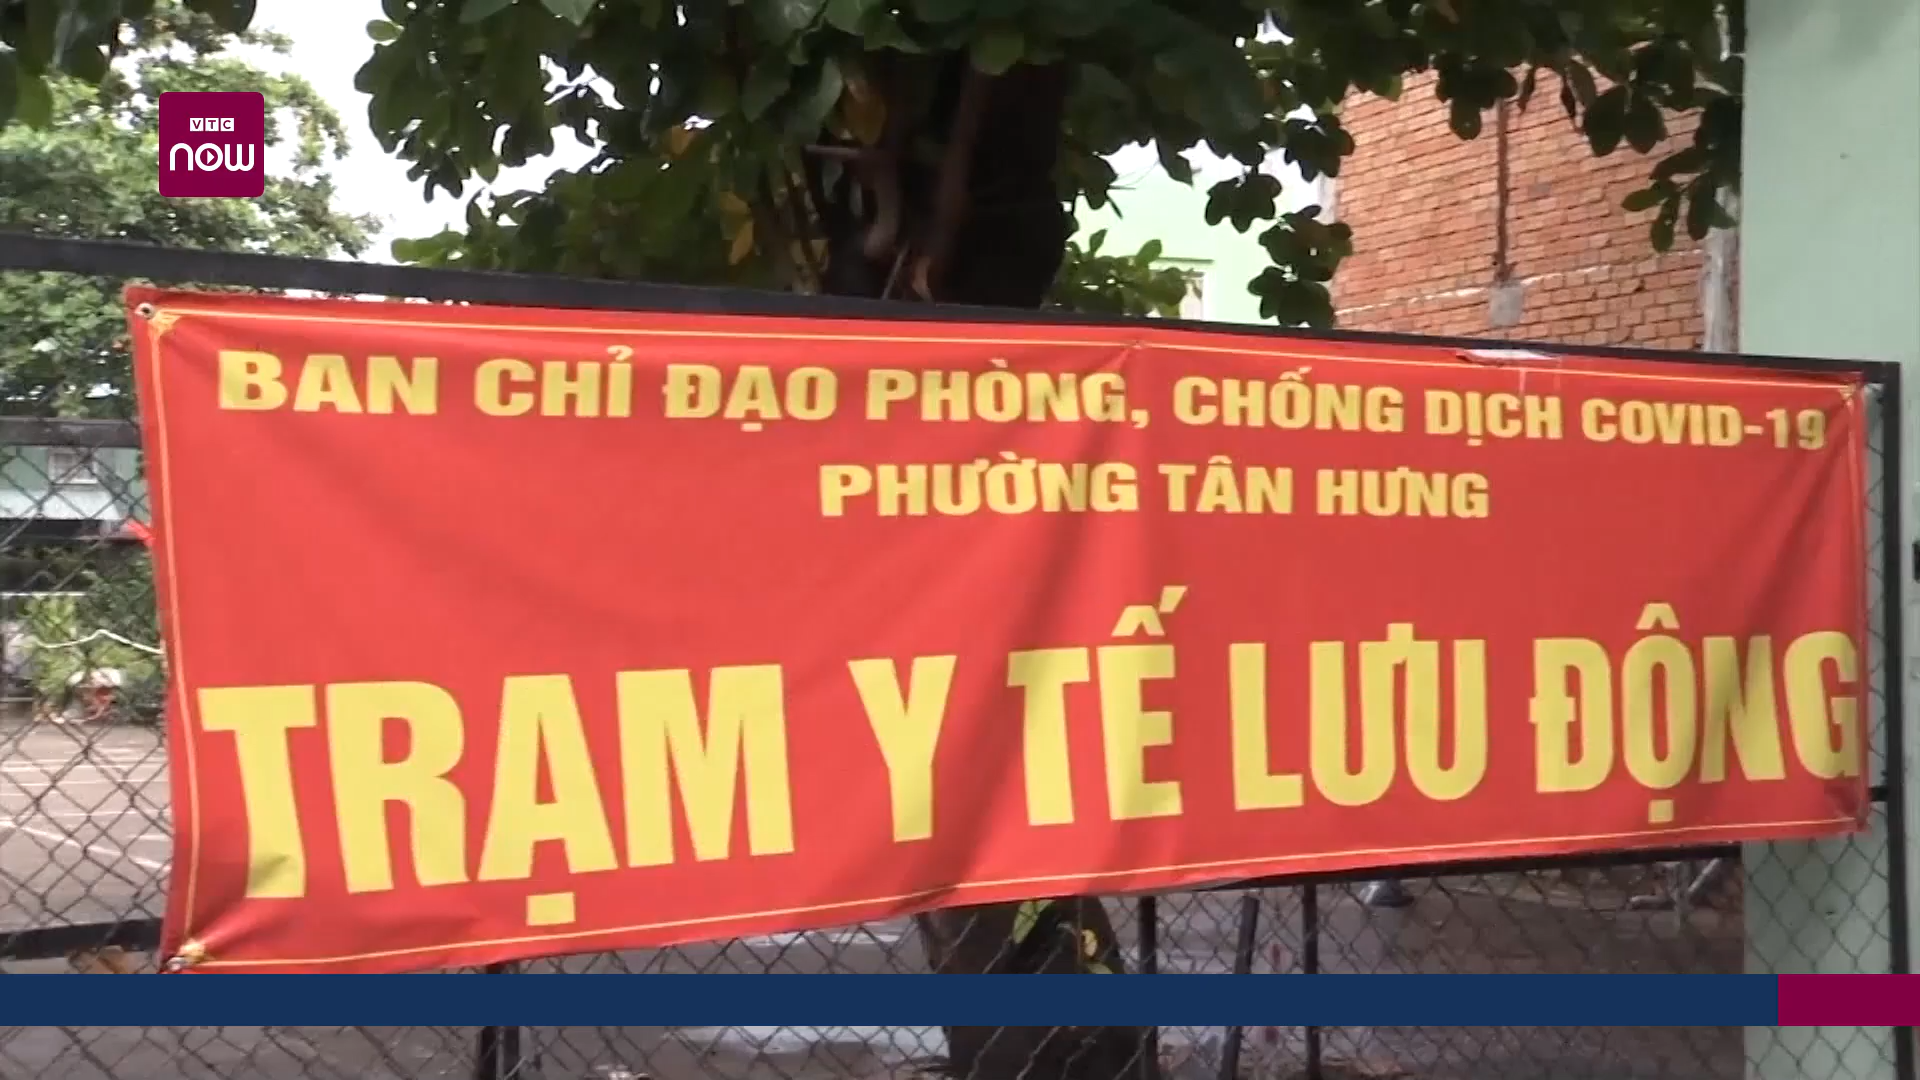 VTC
now
BAN CHỈ ĐẠO PHÒNG, CHỐNG DỊCH COVID-19
PHƯỜNG TÂN HƯNG
TRẠM Y TẾ LƯU ĐỘNG